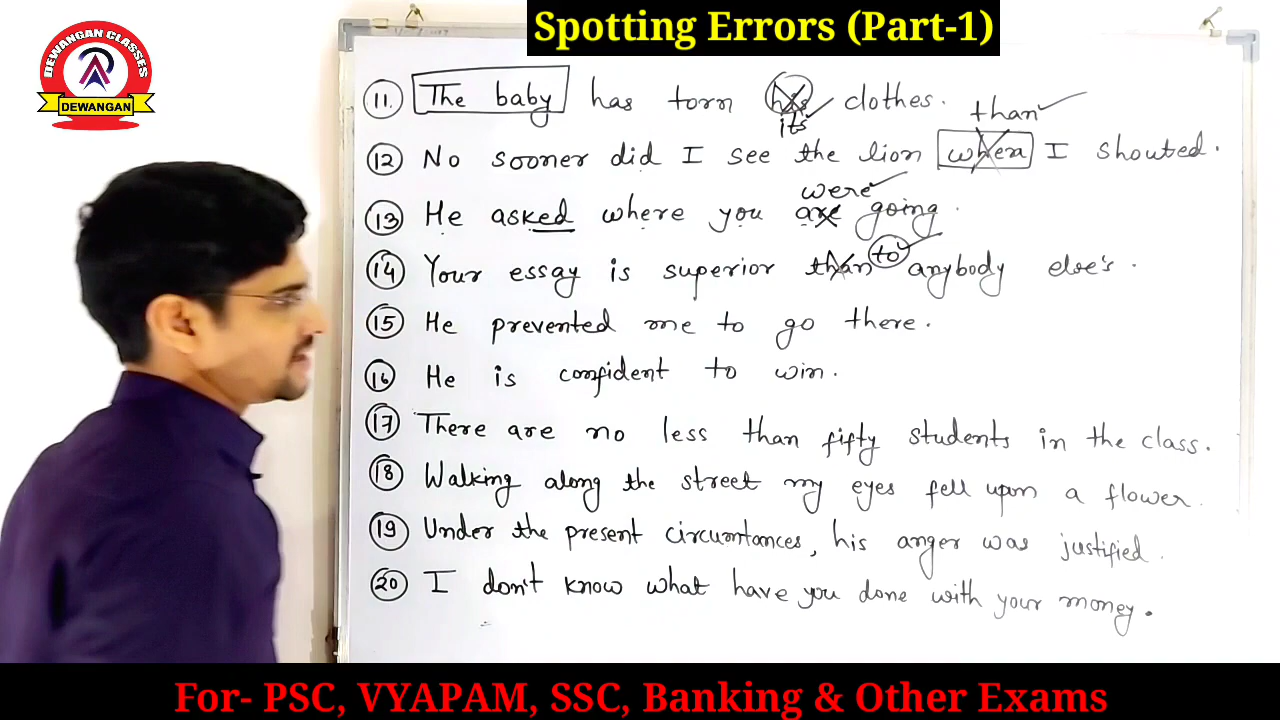 Spotting Errors (Part-1)
DEWANGAN CLASSES
DEWANGAN
11. The baby has torn his clothes.
its
than
12 No sooner did I see the lion when I shouted.
were
13 He asked where you are going.
14 Your essay is superior than to anybody else's.
15 He prevented me to go there.
16 He is confident to win.
17 There are no less than fifty students in the class.
18 Walking along the street my eyes fell upon a flower.
19 Under the present circumtances, his anger was justified.
20 I don't know what have you done with your money.
For- PSC, VYAPAM, SSC, Banking & Other Exams